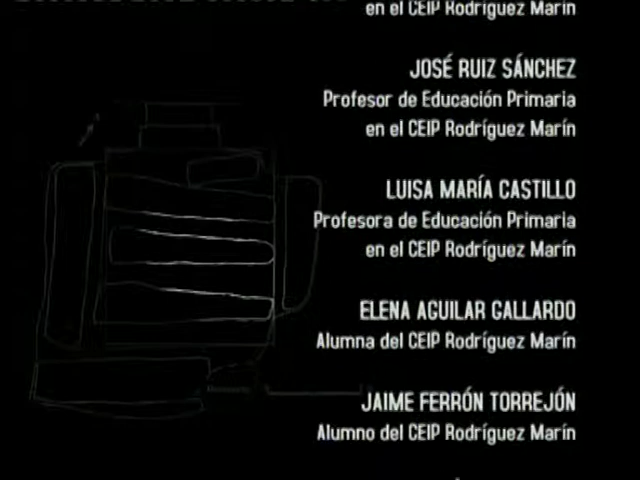 en el CEIP Rodríguez Marín
JOSÉ RUIZ SÁNCHEZ
Profesor de Educación Primaria
en el CEIP Rodríguez Marín
LUISA MARÍA CASTILLO
Profesora de Educación Primaria
en el CEIP Rodríguez Marín
ELENA AGUILAR GALLARDO
Alumna del CEIP Rodríguez Marín
JAIME FERRÓN TORREJÓN
Alumno del CEIP Rodríguez Marín